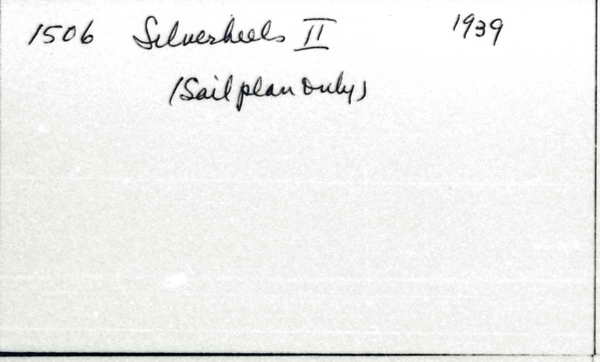 1506 Silverheels II 1939
(Sail plan only)